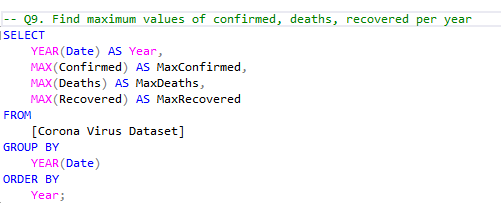 -- Q9. Find maximum values of confirmed, deaths, recovered per year
SELECT
    YEAR(Date) AS Year,
    MAX(Confirmed) AS MaxConfirmed,
    MAX(Deaths) AS MaxDeaths,
    MAX(Recovered) AS MaxRecovered
FROM
    [Corona Virus Dataset]
GROUP BY
    YEAR(Date)
ORDER BY
    Year;